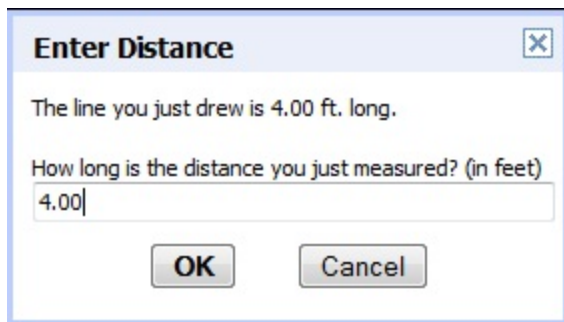 Enter Distance
The line you just drew is 4.00 ft. long.
How long is the distance you just measured? (in feet)
4.00
OK Cancel